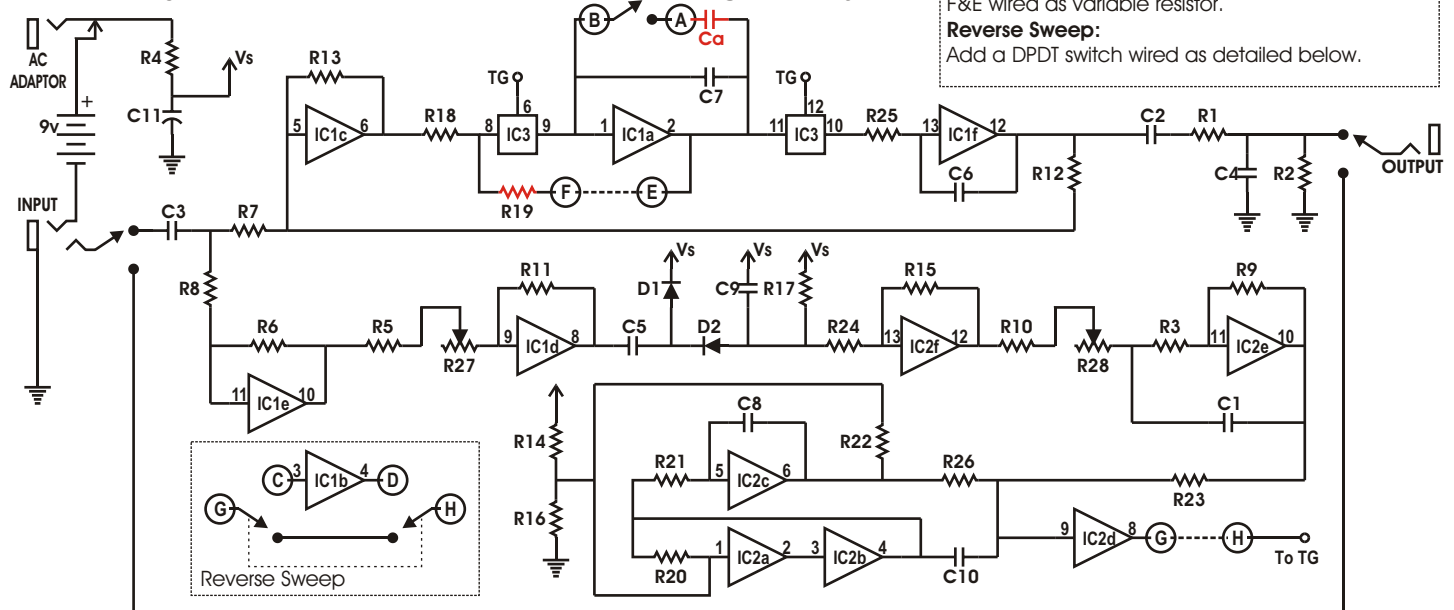 F&E wired as variable resistor.
Reverse Sweep:
Add a DPDT switch wired as detailed below.
AC
ADAPTOR
R4
Vs
C11
+
9v
INPUT
C3
R7
R8
R13
5 IC1c 6
R18
TG
6
8 IC3 9
B
A
Ca
C7
1 IC1a 2
R19
F
E
TG
12
11 IC3 10
R25
13 IC1f 12
C6
R12
C2
R1
C4
R2
OUTPUT
R6
11 IC1e 10
R5
R27
R11
9 IC1d 8
C5
D1
Vs
D2
C9
Vs
R17
Vs
R24
R15
13 IC2f 12
R10
R28
R3
R9
11 IC2e 10
C1
R14
R16
C8
R21
5 IC2c 6
R22
R26
R23
R20
1 IC2a 2
3 IC2b 4
C10
9 IC2d 8
G
H
To TG
C 3 IC1b 4 D
G
H
Reverse Sweep